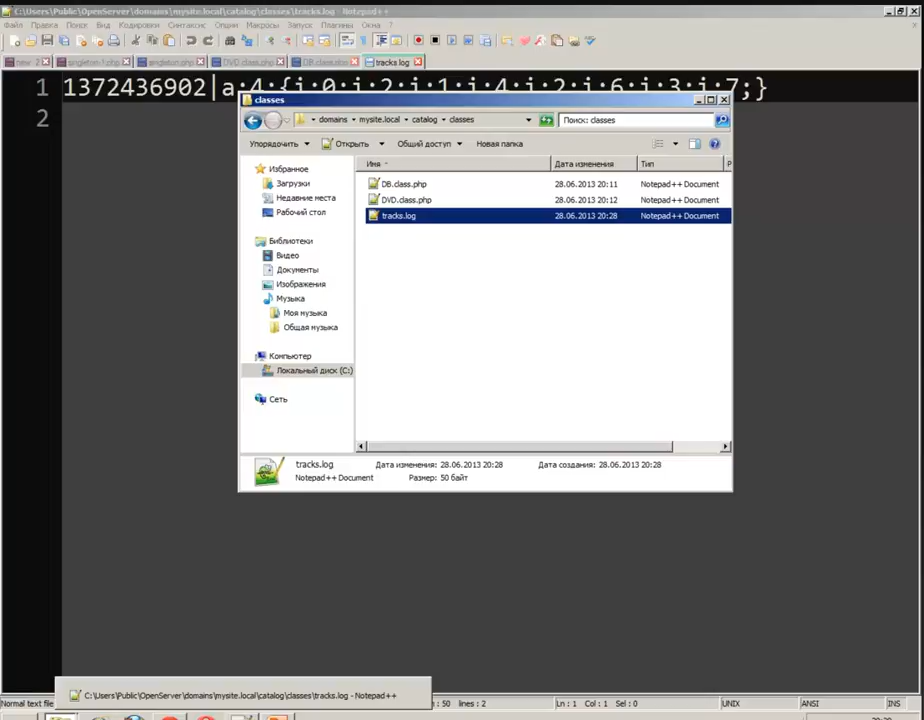 C:\Users\Public\OpenServer\domains\mysite.local\catalog\classes\tracks.log - Notepad++
Файл Правка Поиск Вид Кодировки Синтаксис Опции Макросы Запуск Плагины Окна ?
new 2 singleton1.php singleton.php DVD.class.php DB.class.php tracks.log
1 1372436902|a:4:{i:0;i:2;i:1;i:4;i:2;i:6;i:3;i:7;}
2
classes
domains mysite.local catalog classes Поиск: classes
Упорядочить Открыть Общий доступ Новая папка
Имя Дата изменения Тип Р
DB.class.php 28.06.2013 20:11 Notepad++ Document
DVD.class.php 28.06.2013 20:12 Notepad++ Document
tracks.log 28.06.2013 20:28 Notepad++ Document
Избранное
Загрузки
Недавние места
Рабочий стол
Библиотеки
Видео
Документы
Изображения
Музыка
Моя музыка
Общая музыка
Компьютер
Локальный диск (C:)
Сеть
tracks.log Дата изменения: 28.06.2013 20:28 Дата создания: 28.06.2013 20:28
Notepad++ Document Размер: 50 байт
C:\Users\Public\OpenServer\domains\mysite.local\catalog\classes\tracks.log - Notepad++
Normal text file : 50 lines : 2 Ln : 1 Col : 1 Sel : 0 UNIX ANSI INS